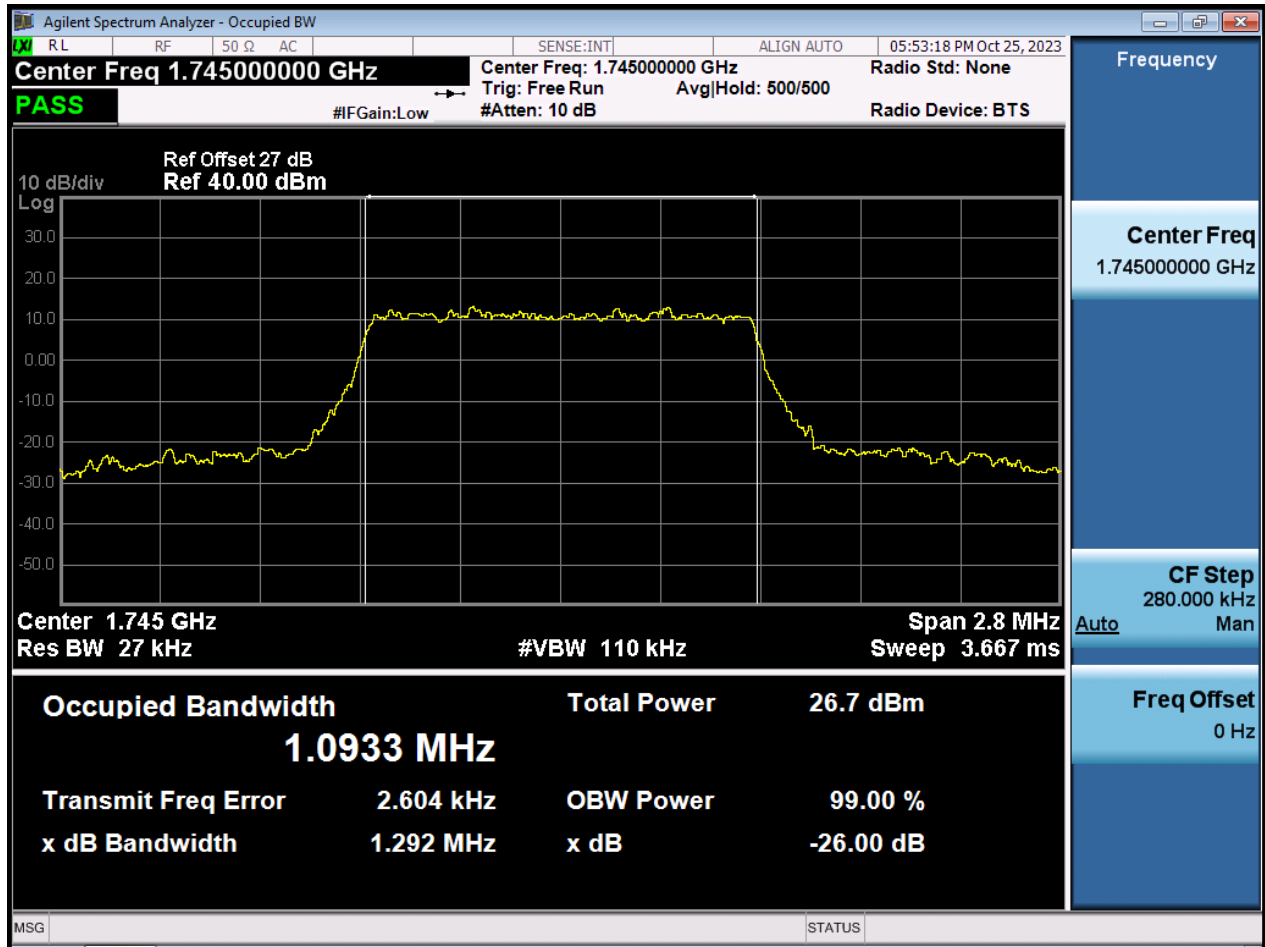 Agilent Spectrum Analyzer - Occupied BW
LXI RL RF 50 Ω AC SENSE:INT ALIGN AUTO 05:53:18 PM Oct 25, 2023
Center Freq 1.745000000 GHz
Center Freq: 1.745000000 GHz Radio Std: None
Trig: Free Run Avg|Hold: 500/500
PASS
#IFGain:Low #Atten: 10 dB Radio Device: BTS
Ref Offset 27 dB
10 dB/div Ref 40.00 dBm
Log
30.0
20.0
10.0
0.00
-10.0
-20.0
-30.0
-40.0
-50.0
Center 1.745 GHz Span 2.8 MHz
Res BW 27 kHz #VBW 110 kHz Sweep 3.667 ms
Occupied Bandwidth Total Power 26.7 dBm
1.0933 MHz
Transmit Freq Error 2.604 kHz OBW Power 99.00 %
x dB Bandwidth 1.292 MHz x dB -26.00 dB
Frequency
Center Freq
1.745000000 GHz
CF Step
280.000 kHz
Auto Man
Freq Offset
0 Hz
MSG STATUS